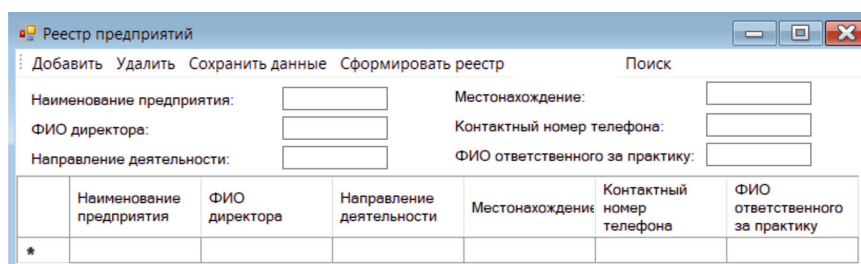 Реестр предприятий
Добавить Удалить Сохранить данные Сформировать реестр Поиск
Наименование предприятия: Местонахождение:
ФИО директора: Контактный номер телефона:
Направление деятельности: ФИО ответственного за практику:
Наименование предприятия ФИО директора Направление деятельности Местонахождение Контактный номер телефона ФИО ответственного за практику
*